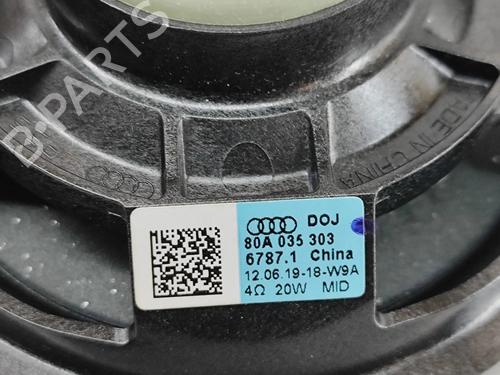 B-PARTS
MADE IN CHINA
DOJ
80A 035 303
6787.1 China
12.06.19-18-W9A
4Ω 20W MID